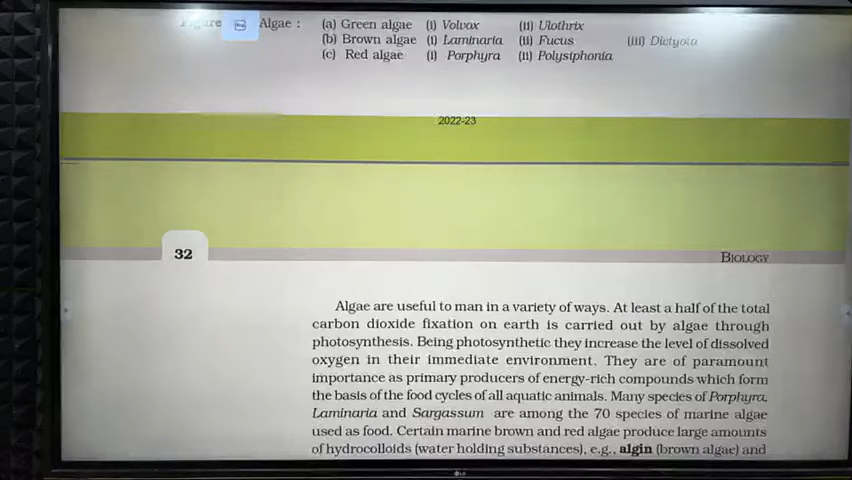 Algae : (a) Green algae (i) Volvox (ii) Ulothrix
(b) Brown algae (i) Laminaria (ii) Fucus (iii) Dictyota
(c) Red algae (i) Porphyra (ii) Polysiphonia
2022-23
32
BIOLOGY
Algae are useful to man in a variety of ways. At least a half of the total
carbon dioxide fixation on earth is carried out by algae through
photosynthesis. Being photosynthetic they increase the level of dissolved
oxygen in their immediate environment. They are of paramount
importance as primary producers of energy-rich compounds which form
the basis of the food cycles of all aquatic animals. Many species of Porphyra,
Laminaria and Sargassum are among the 70 species of marine algae
used as food. Certain marine brown and red algae produce large amounts
of hydrocolloids (water holding substances), e.g., algin (brown algae) and
LG